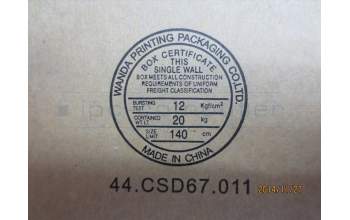 WANDA PRINTING PACKAGING CO.LTD.
BOX CERTIFICATE
THIS
SINGLE WALL
BOX MEETS ALL CONSTRUCTION
REQUIREMENTS OF UNIFORM
FREIGHT CLASSIFICATION
BURSTING TEST 12 Kgf/cm²
CONTAINED WT. LT. 20 kg
SIZE LIMIT 140 cm
MADE IN CHINA
44.CSD67.011